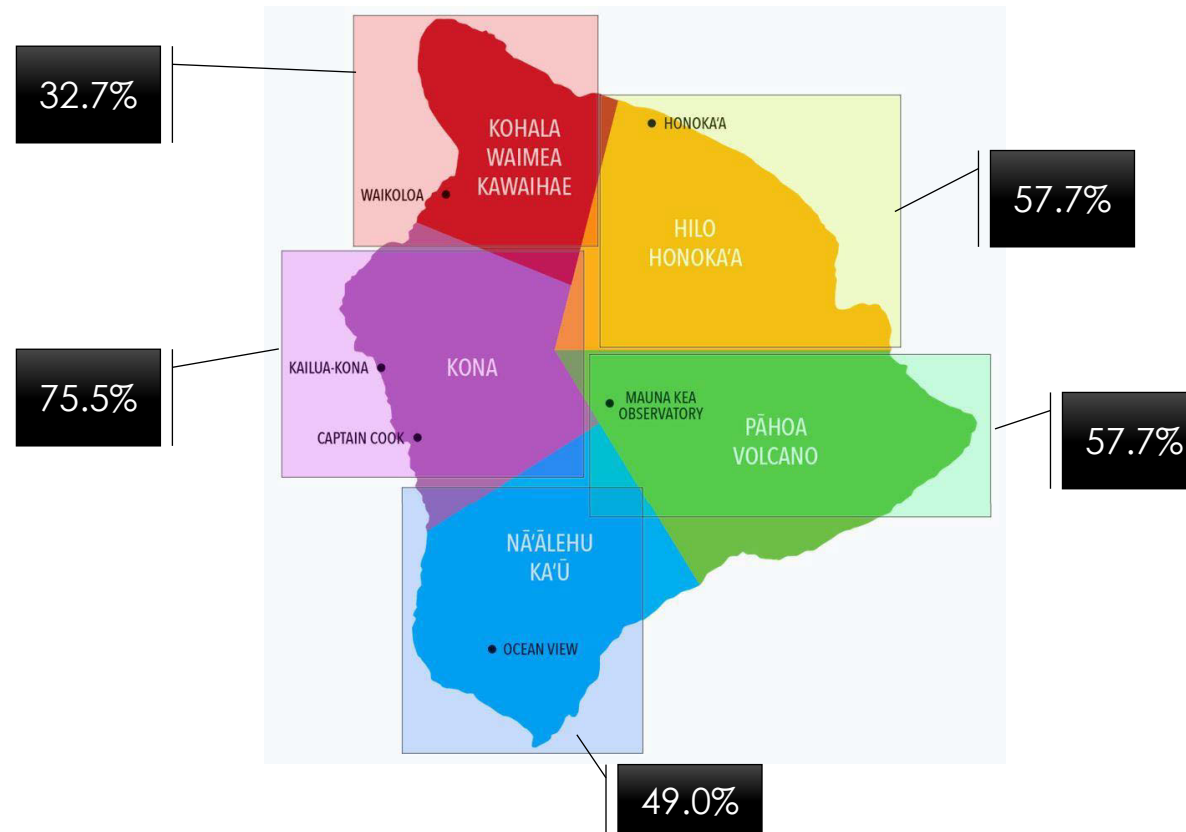 32.7%
KOHALA
WAIMEA
KAWAIHAE
WAIKOLOA
HONOKA‘A
HILO
HONOKA‘A
57.7%
75.5%
KAILUA-KONA
KONA
CAPTAIN COOK
MAUNA KEA
OBSERVATORY
PĀHOA
VOLCANO
57.7%
NĀ‘ĀLEHU
KA‘Ū
OCEAN VIEW
49.0%